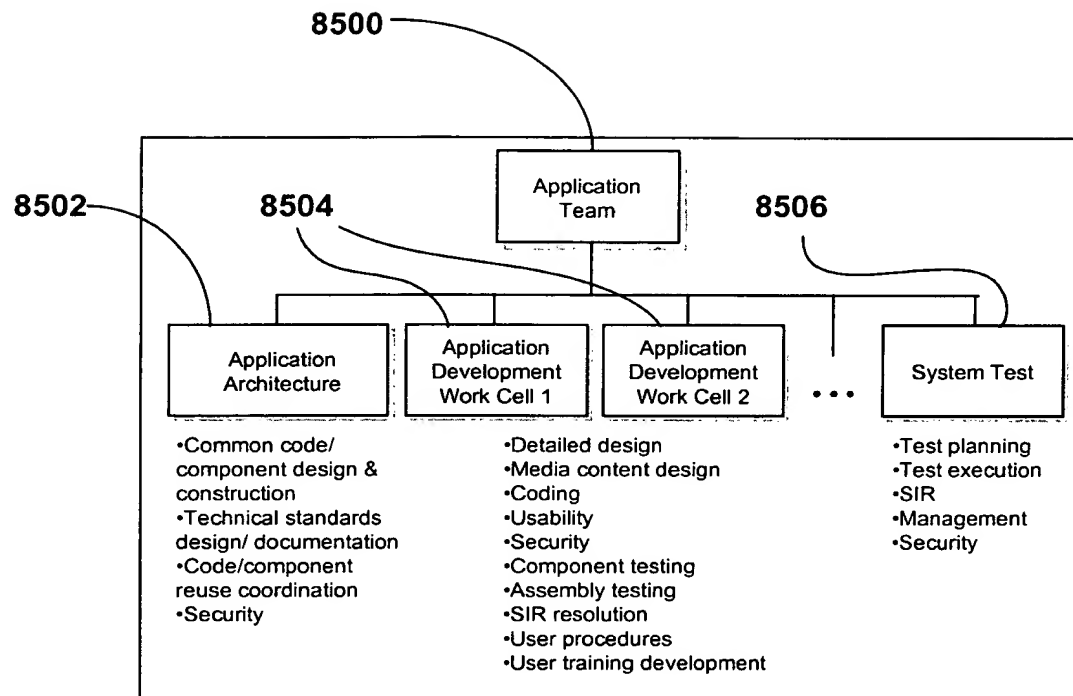 8500
Application
Team
8502
8504
8506
Application
Architecture
Application
Development
Work Cell 1
Application
Development
Work Cell 2
...
System Test
•Common code/
component design &
construction
•Technical standards
design/ documentation
•Code/component
reuse coordination
•Security
•Detailed design
•Media content design
•Coding
•Usability
•Security
•Component testing
•Assembly testing
•SIR resolution
•User procedures
•User training development
•Test planning
•Test execution
•SIR
•Management
•Security